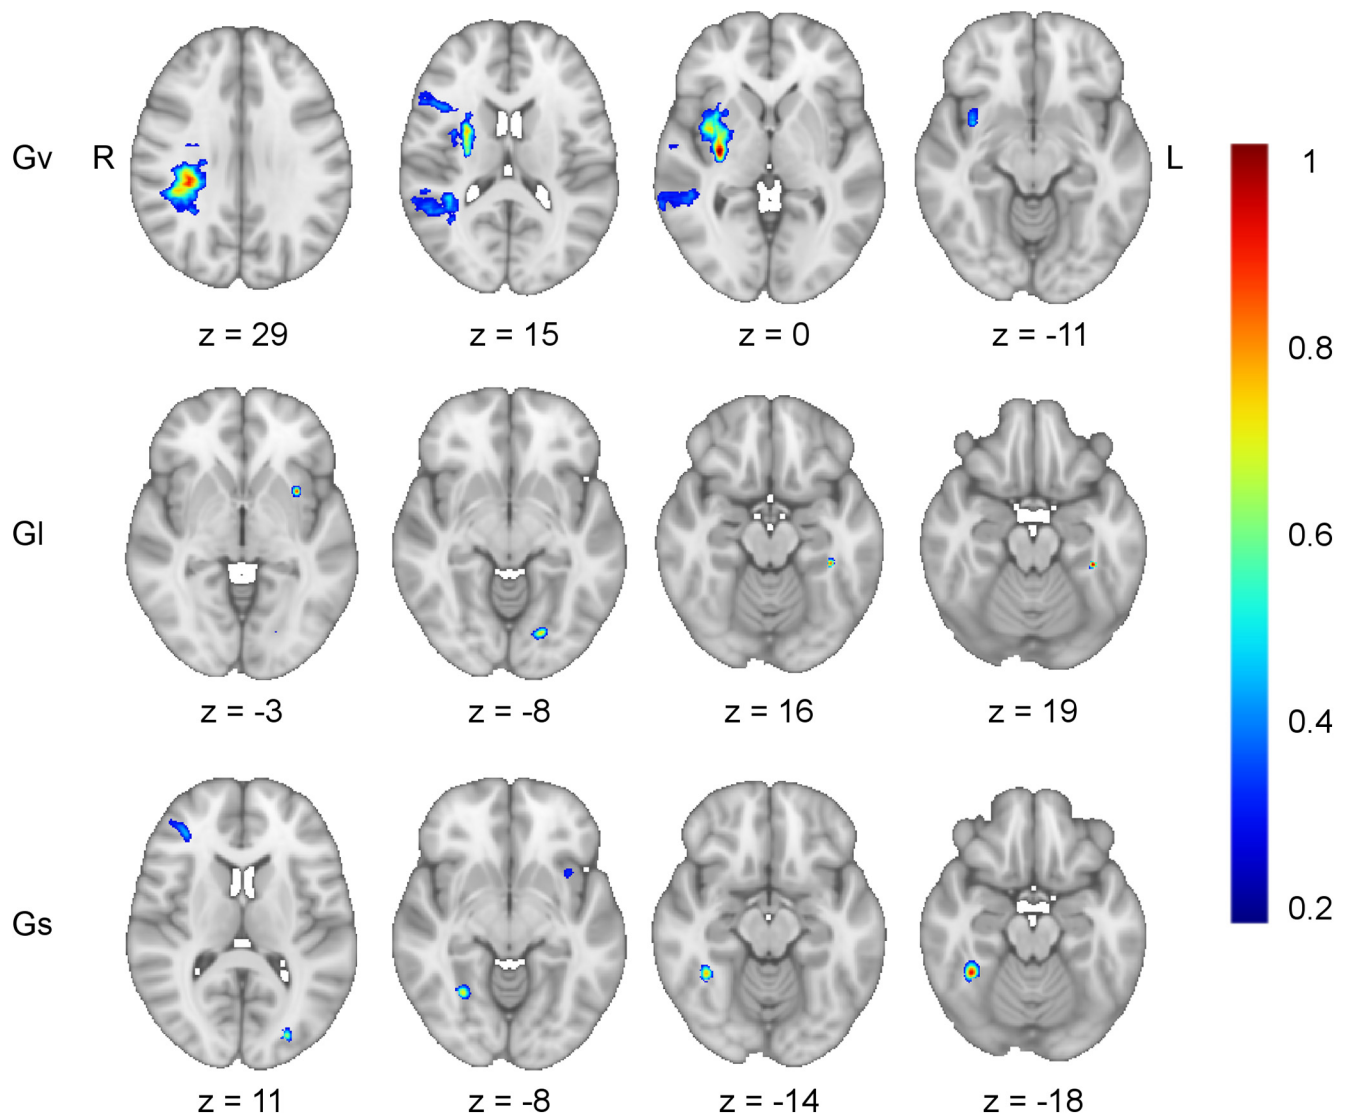 Gv R L
z = 29 z = 15 z = 0 z = -11
1
0.8
Gl
0.6
z = -3 z = -8 z = 16 z = 19
0.4
Gs
0.2
z = 11 z = -8 z = -14 z = -18